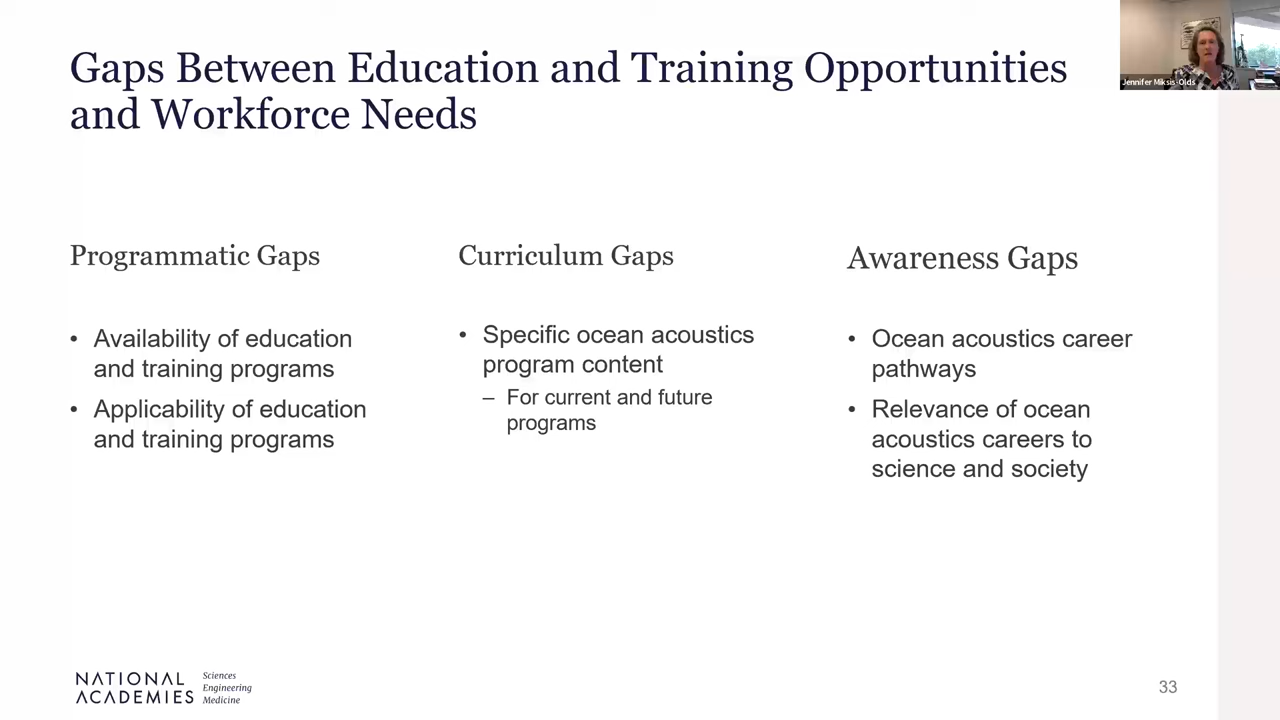 Gaps Between Education and Training Opportunities
and Workforce Needs
Jennifer Miksis-Olds
Programmatic Gaps
• Availability of education
and training programs
• Applicability of education
and training programs
Curriculum Gaps
• Specific ocean acoustics
program content
– For current and future
programs
Awareness Gaps
• Ocean acoustics career
pathways
• Relevance of ocean
acoustics careers to
science and society
NATIONAL
ACADEMIES
Sciences
Engineering
Medicine
33